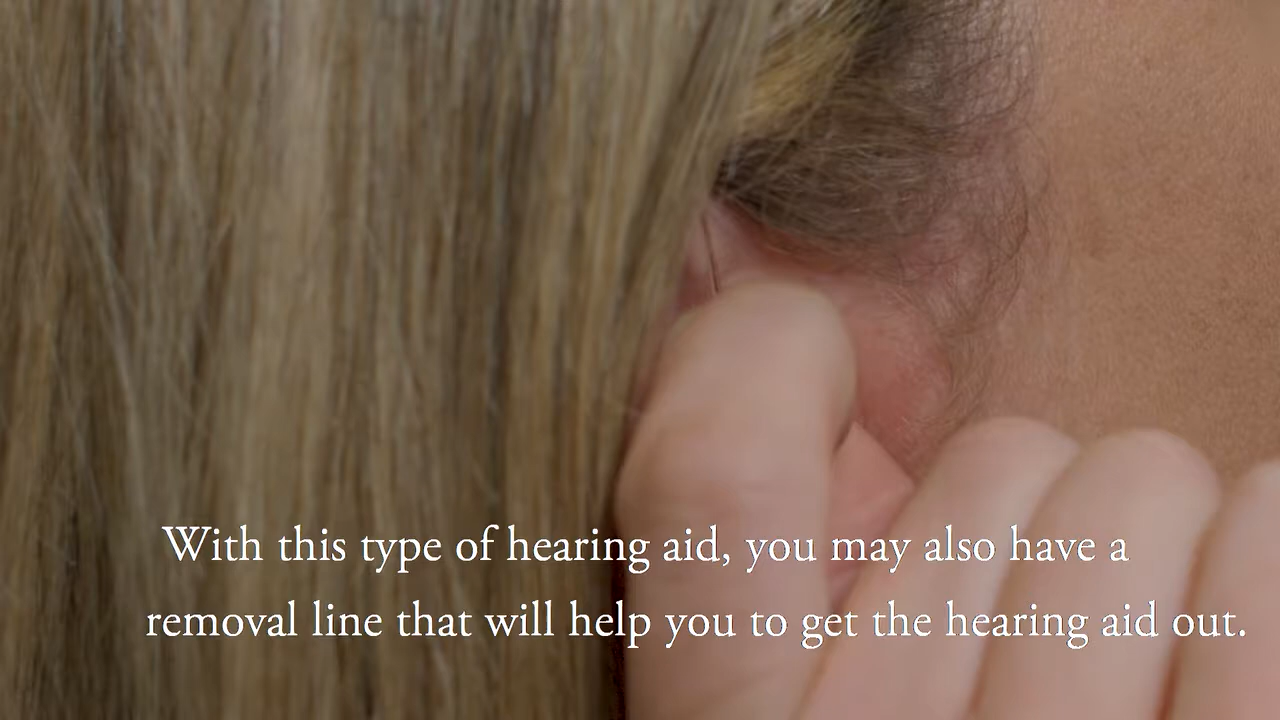 With this type of hearing aid, you may also have a
removal line that will help you to get the hearing aid out.